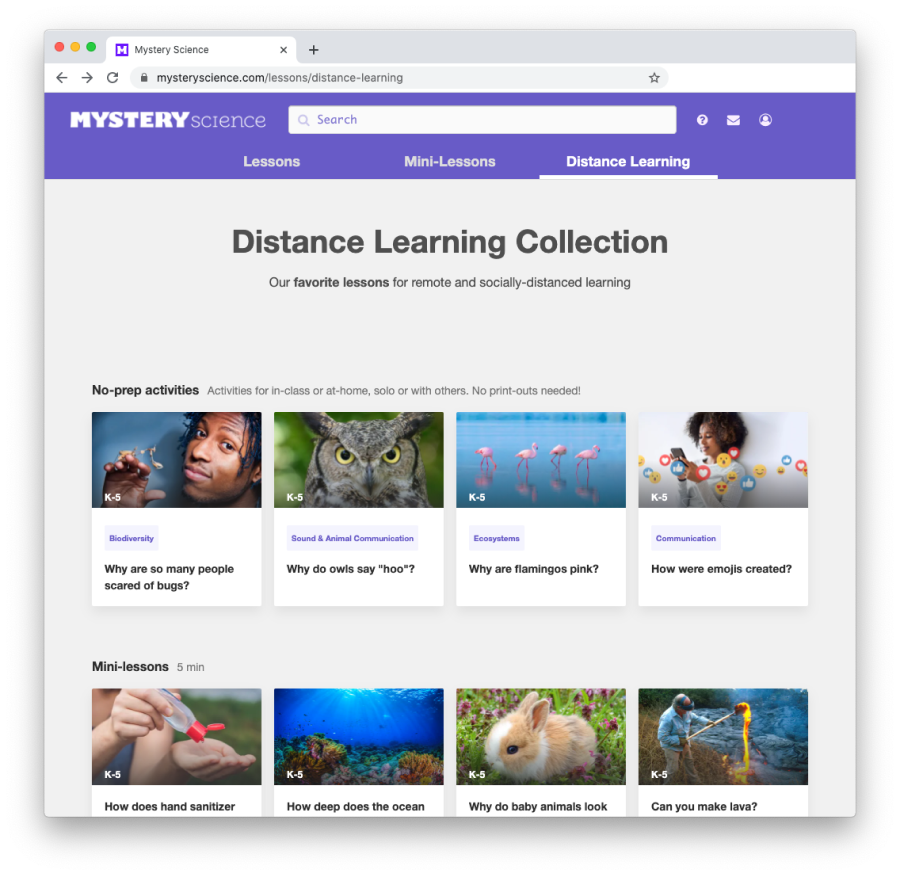 Mystery Science
mysteryscience.com/lessons/distance-learning
MYSTERY science
Search
Lessons
Mini-Lessons
Distance Learning
Distance Learning Collection
Our favorite lessons for remote and socially-distanced learning
No-prep activities Activities for in-class or at-home, solo or with others. No print-outs needed!
K-5
Biodiversity
Why are so many people
scared of bugs?
K-5
Sound & Animal Communication
Why do owls say "hoo"?
K-5
Ecosystems
Why are flamingos pink?
K-5
Communication
How were emojis created?
Mini-lessons 5 min
K-5
How does hand sanitizer
K-5
How deep does the ocean
K-5
Why do baby animals look
K-5
Can you make lava?